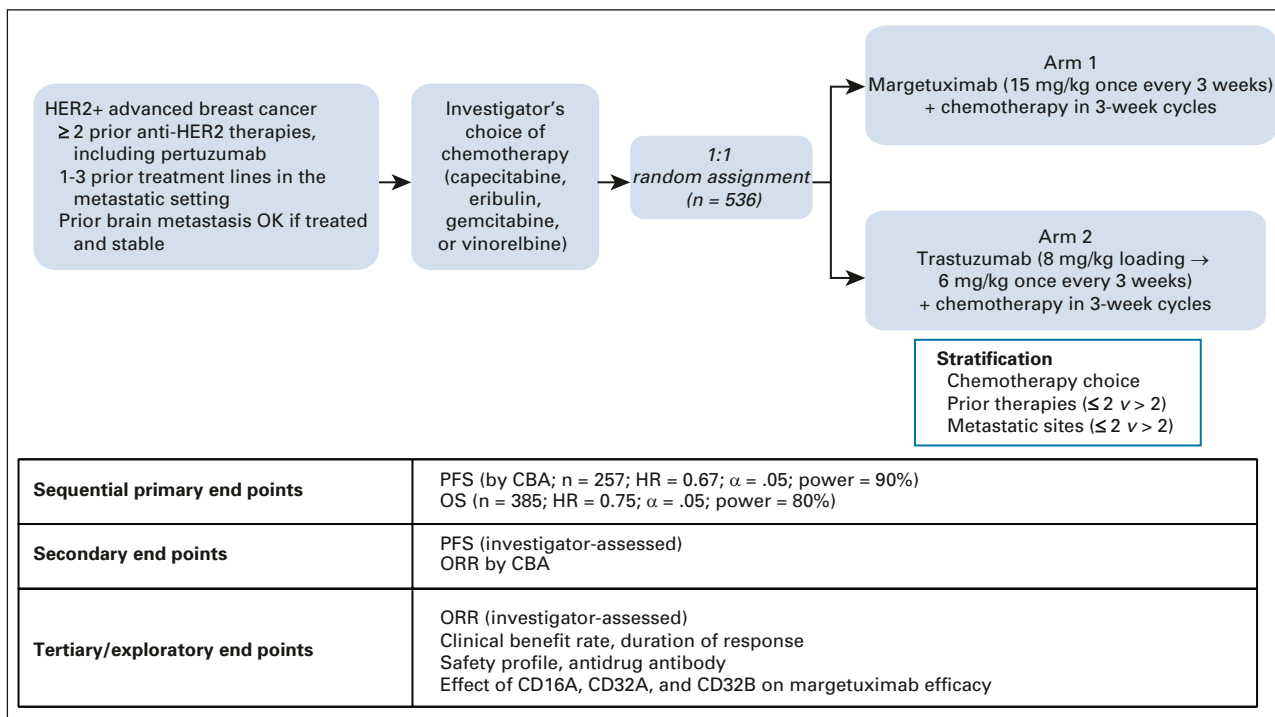 HER2+ advanced breast cancer
≥ 2 prior anti-HER2 therapies,
including pertuzumab
1-3 prior treatment lines in the
metastatic setting
Prior brain metastasis OK if treated
and stable
Investigator's
choice of
chemotherapy
(capecitabine,
eribulin,
gemcitabine,
or vinorelbine)
1:1
random assignment
(n = 536)
Arm 1
Margetuximab (15 mg/kg once every 3 weeks)
+ chemotherapy in 3-week cycles
Arm 2
Trastuzumab (8 mg/kg loading →
6 mg/kg once every 3 weeks)
+ chemotherapy in 3-week cycles
Stratification
Chemotherapy choice
Prior therapies (≤ 2 v > 2)
Metastatic sites (≤ 2 v > 2)
Sequential primary end points
PFS (by CBA; n = 257; HR = 0.67; α = .05; power = 90%)
OS (n = 385; HR = 0.75; α = .05; power = 80%)
Secondary end points
PFS (investigator-assessed)
ORR by CBA
Tertiary/exploratory end points
ORR (investigator-assessed)
Clinical benefit rate, duration of response
Safety profile, antidrug antibody
Effect of CD16A, CD32A, and CD32B on margetuximab efficacy